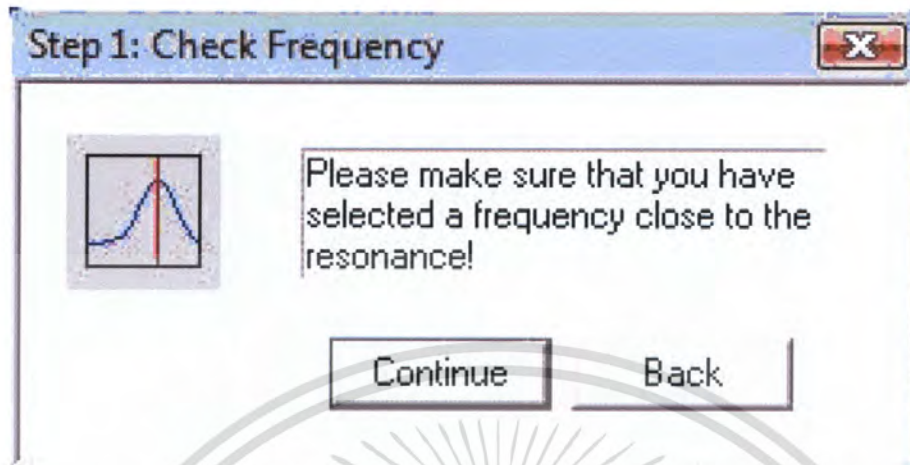 Step 1: Check Frequency
Please make sure that you have
selected a frequency close to the
resonance!
Continue
Back